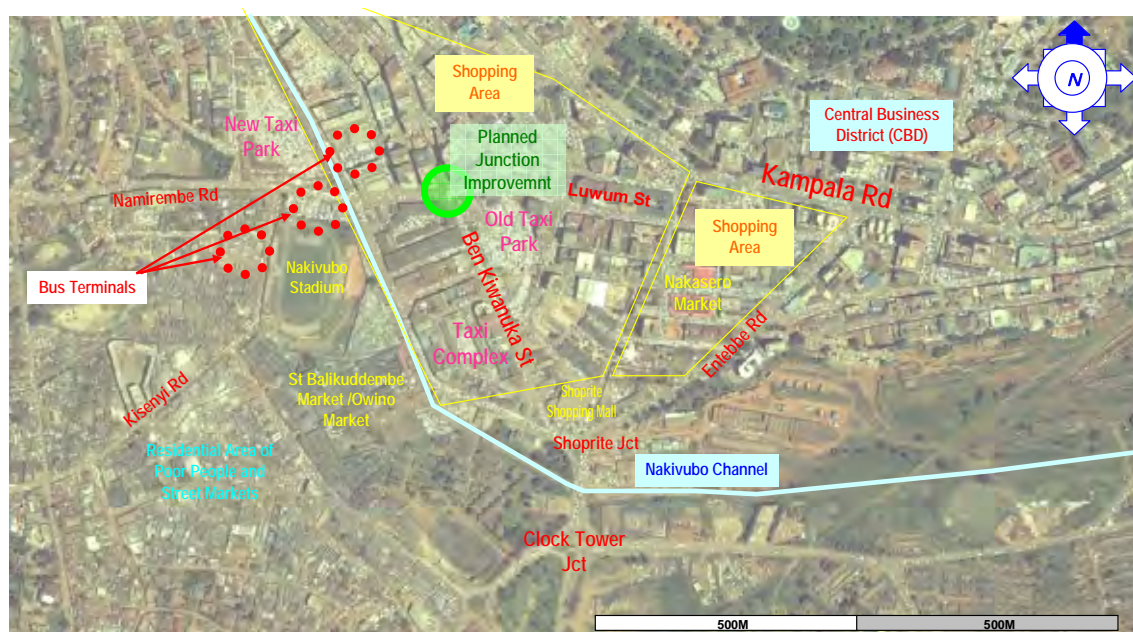 N
Shopping
Area
Central Business
District (CBD)
New Taxi
Park
Planned
Junction
Improvemnt
Kampala Rd
Luwum St
Namirembe Rd
Old Taxi
Park
Shopping
Area
Ben Kiwanuka St
Nakivubo
Stadium
Bus Terminals
Nakasero
Market
Taxi
Complex
Entebbe Rd
St Balikuddembe
Market /Owino
Market
Kisenyi Rd
Shoprite
Shopping Mall
Shoprite Jct
Residential Area of
Poor People and
Street Markets
Nakivubo Channel
Clock Tower
Jct
500M
500M